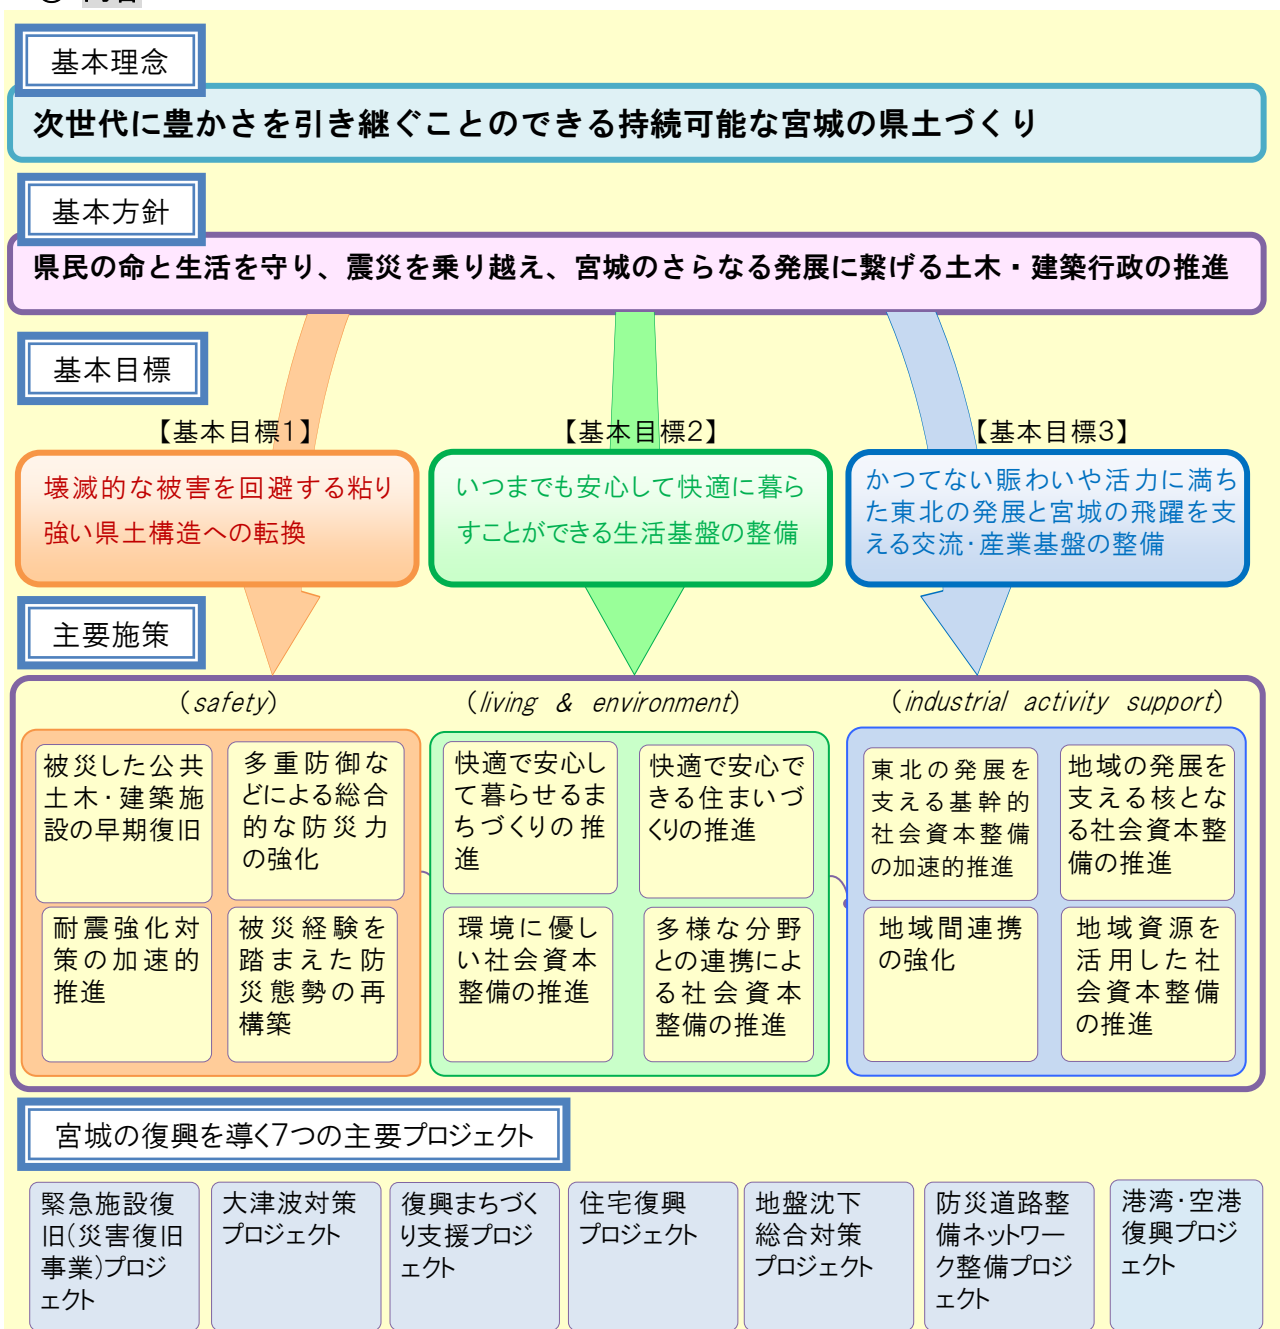 基本理念
次世代に豊かさを引き継ぐことのできる持続可能な宮城の県土づくり
基本方針
県民の命と生活を守り、震災を乗り越え、宮城のさらなる発展に繋げる土木・建築行政の推進
基本目標
【基本目標1】
壊滅的な被害を回避する粘り
強い県土構造への転換
【基本目標2】
いつまでも安心して快適に暮ら
すことができる生活基盤の整備
【基本目標3】
かつてない賑わいや活力に満ち
た東北の発展と宮城の飛躍を支
える交流・産業基盤の整備
主要施策
(safety)
被災した公共
土木・建築施
設の早期復旧
多重防御な
どによる総合
的な防災力
の強化
耐震強化対
策の加速的
推進
被災経験を
踏まえた防
災態勢の再
構築
(living & environment)
快適で安心し
て暮らせるま
ちづくりの推
進
快適で安心で
きる住まいづ
くりの推進
環境に優し
い社会資本
整備の推進
多様な分野
との連携によ
る社会資本
整備の推進
(industrial activity support)
東北の発展を
支える基幹的
社会資本整備
の加速的推進
地域の発展を
支える核とな
る社会資本整
備の推進
地域間連携
の強化
地域資源を
活用した社
会資本整備
の推進
宮城の復興を導く7つの主要プロジェクト
緊急施設復
旧(災害復旧
事業)プロジ
ェクト
大津波対策
プロジェクト
復興まちづく
り支援プロジ
ェクト
住宅復興
プロジェクト
地盤沈下
総合対策
プロジェクト
防災道路整
備ネットワー
ク整備プロジ
ェクト
港湾・空港
復興プロジ
ェクト